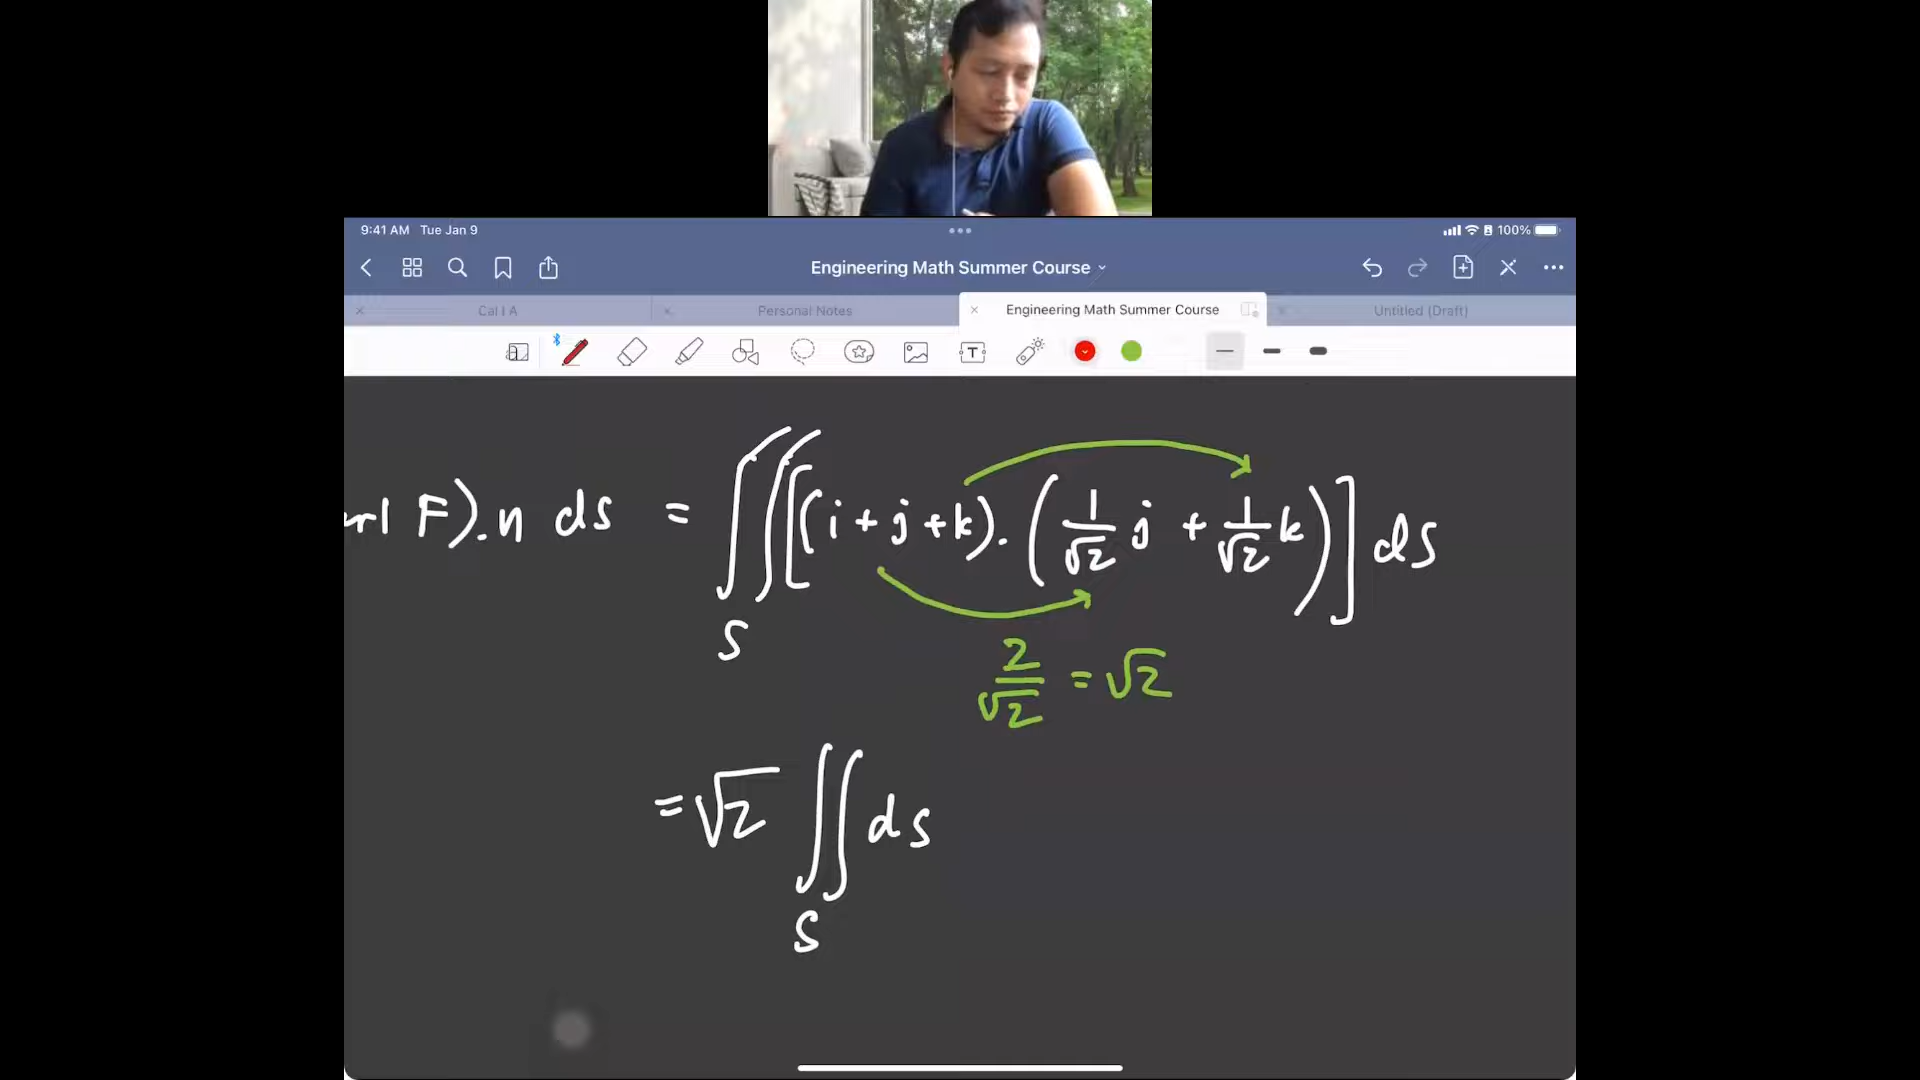 9:41 AM Tue Jan 9
100%
Engineering Math Summer Course
Cal I A
Personal Notes
Engineering Math Summer Course
Untitled (Draft)
rl F).n ds = ∬ [(i+j+k).(1/√2 j + 1/√2 k)] ds
S
2/√2 = √2
= √2 ∬ ds
S